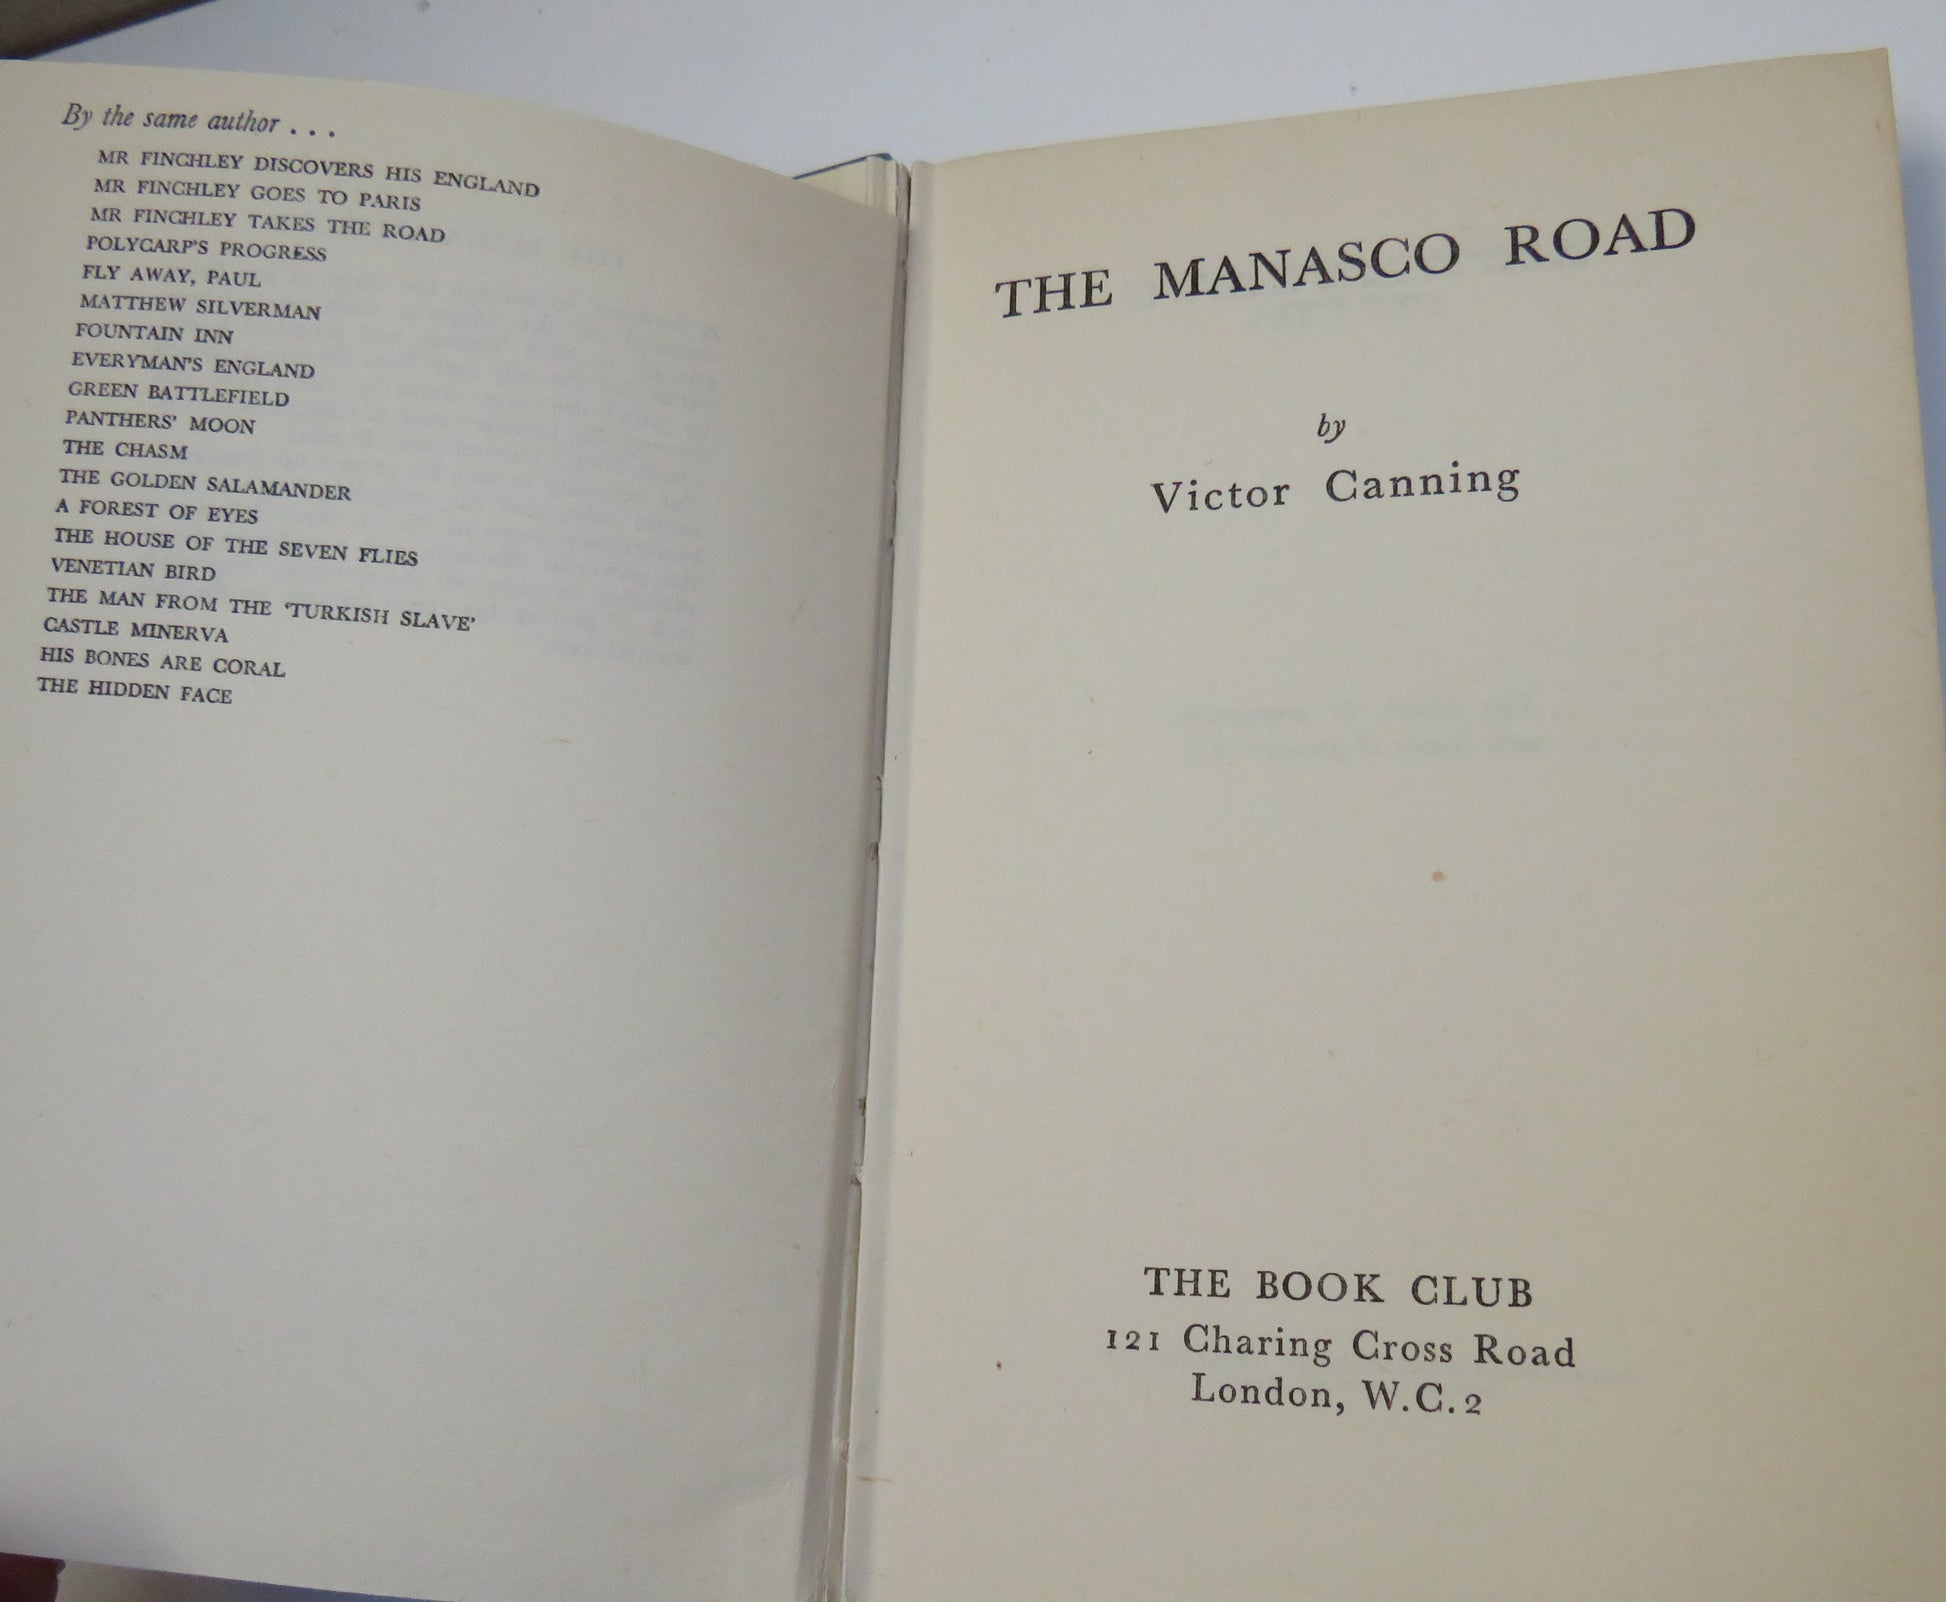 By the same author . . .
MR FINCHLEY DISCOVERS HIS ENGLAND
MR FINCHLEY GOES TO PARIS
MR FINCHLEY TAKES THE ROAD
POLYCARP'S PROGRESS
FLY AWAY, PAUL
MATTHEW SILVERMAN
FOUNTAIN INN
EVERYMAN'S ENGLAND
GREEN BATTLEFIELD
PANTHERS' MOON
THE CHASM
THE GOLDEN SALAMANDER
A FOREST OF EYES
THE HOUSE OF THE SEVEN FLIES
VENETIAN BIRD
THE MAN FROM THE 'TURKISH SLAVE'
CASTLE MINERVA
HIS BONES ARE CORAL
THE HIDDEN FACE
THE MANASCO ROAD
by
Victor Canning
THE BOOK CLUB
121 Charing Cross Road
London, W.C.2